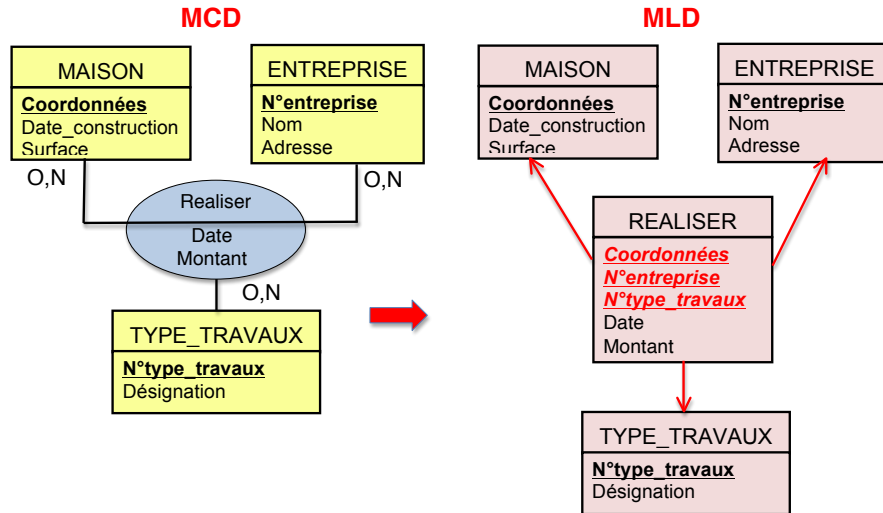 MCD
MAISON
Coordonnées
Date_construction
Surface
ENTREPRISE
N°entreprise
Nom
Adresse
O,N
O,N
Realiser
Date
Montant
O,N
TYPE_TRAVAUX
N°type_travaux
Désignation
MLD
MAISON
Coordonnées
Date_construction
Surface
ENTREPRISE
N°entreprise
Nom
Adresse
REALISER
Coordonnées
N°entreprise
N°type_travaux
Date
Montant
TYPE_TRAVAUX
N°type_travaux
Désignation